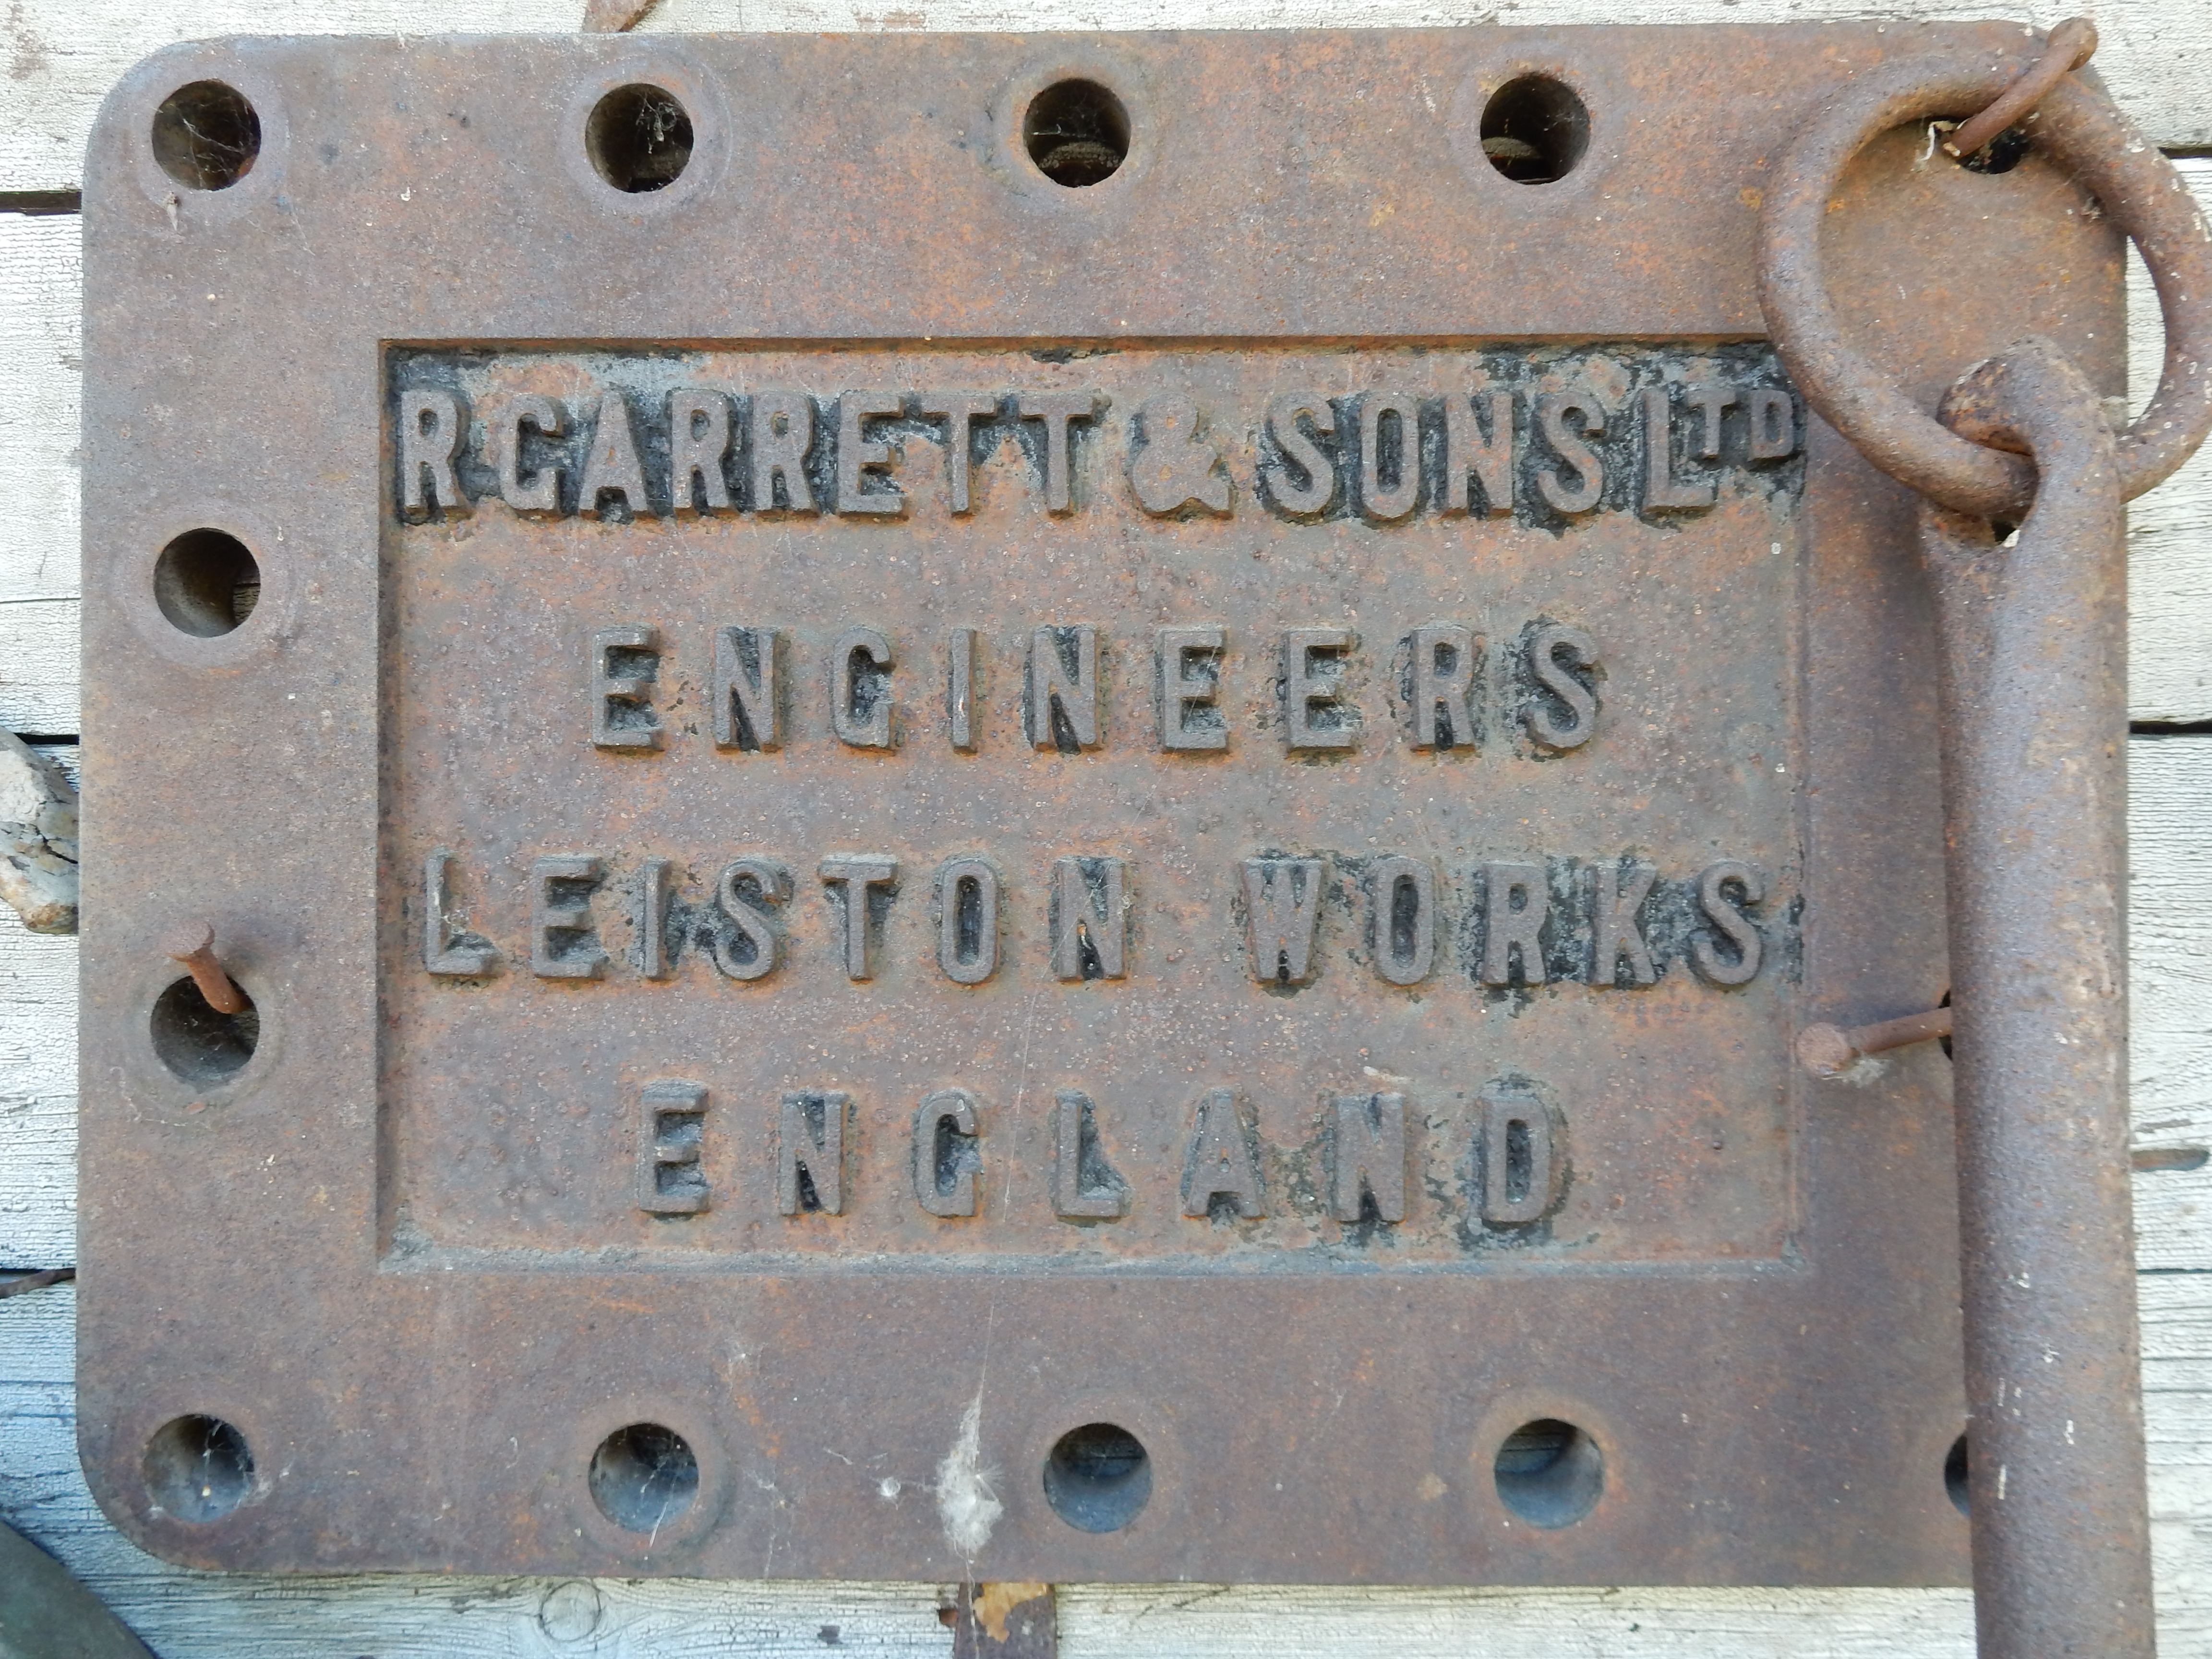 R GARRETT & SONS LTD
ENGINEERS
LEISTON WORKS
ENGLAND